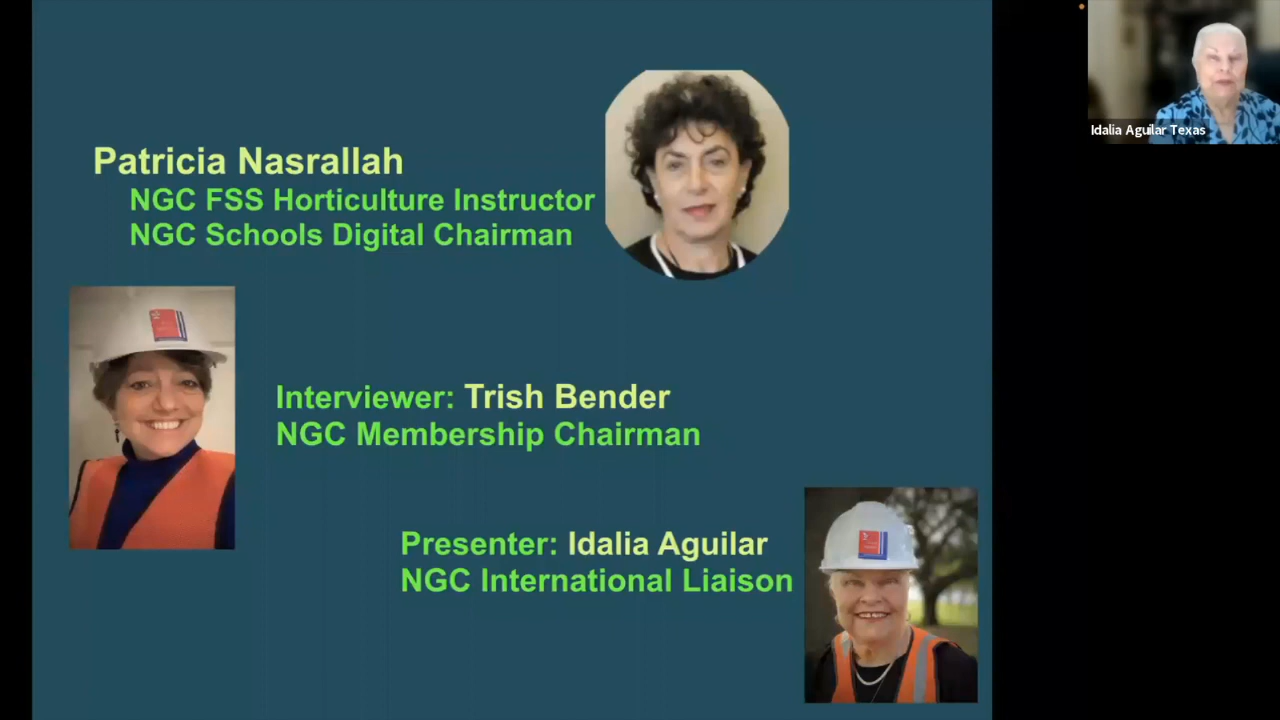 Patricia Nasrallah
NGC FSS Horticulture Instructor
NGC Schools Digital Chairman
Interviewer: Trish Bender
NGC Membership Chairman
Presenter: Idalia Aguilar
NGC International Liaison
Idalia Aguilar Texas